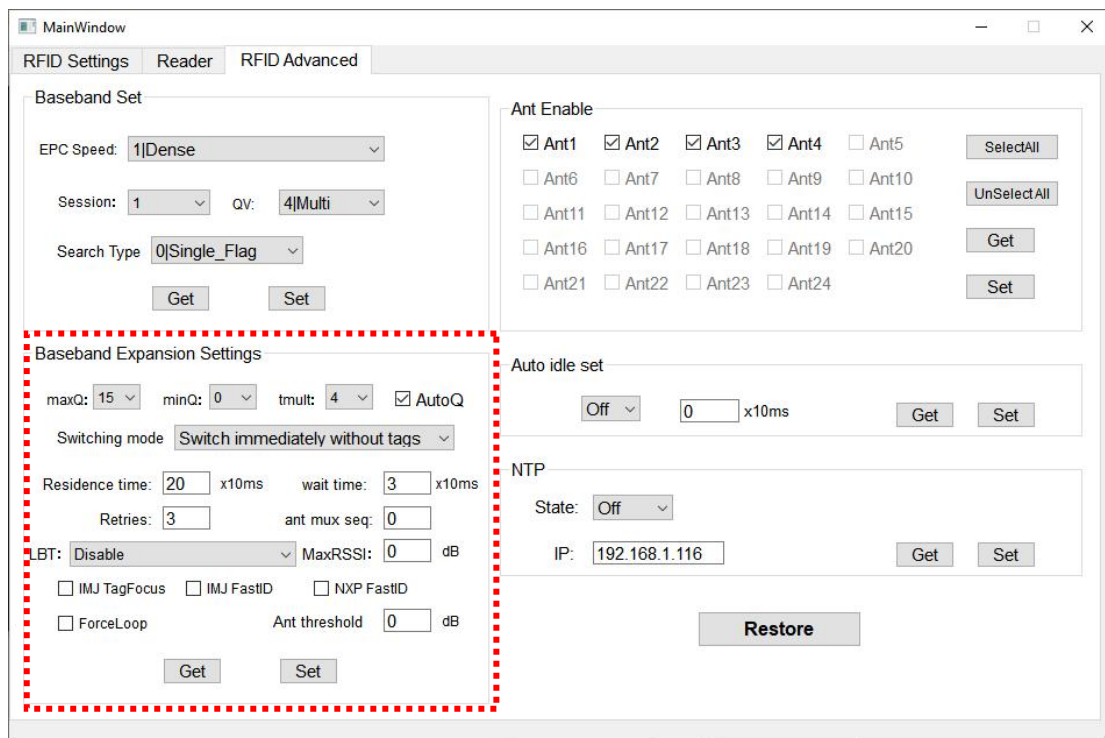 MainWindow
RFID Settings Reader RFID Advanced
Baseband Set
EPC Speed: 1|Dense
Session: 1 QV: 4|Multi
Search Type 0|Single_Flag
Get Set
Baseband Expansion Settings
maxQ: 15 minQ: 0 tmult: 4 AutoQ
Switching mode Switch immediately without tags
Residence time: 20 x10ms wait time: 3 x10ms
Retries: 3 ant mux seq: 0
LBT: Disable MaxRSSI: 0 dB
IMJ TagFocus IMJ FastID NXP FastID
ForceLoop Ant threshold 0 dB
Get Set
Ant Enable
Ant1 Ant2 Ant3 Ant4 Ant5 SelectAll
Ant6 Ant7 Ant8 Ant9 Ant10 UnSelectAll
Ant11 Ant12 Ant13 Ant14 Ant15
Ant16 Ant17 Ant18 Ant19 Ant20 Get
Ant21 Ant22 Ant23 Ant24 Set
Auto idle set
Off 0 x10ms Get Set
NTP
State: Off
IP: 192.168.1.116 Get Set
Restore